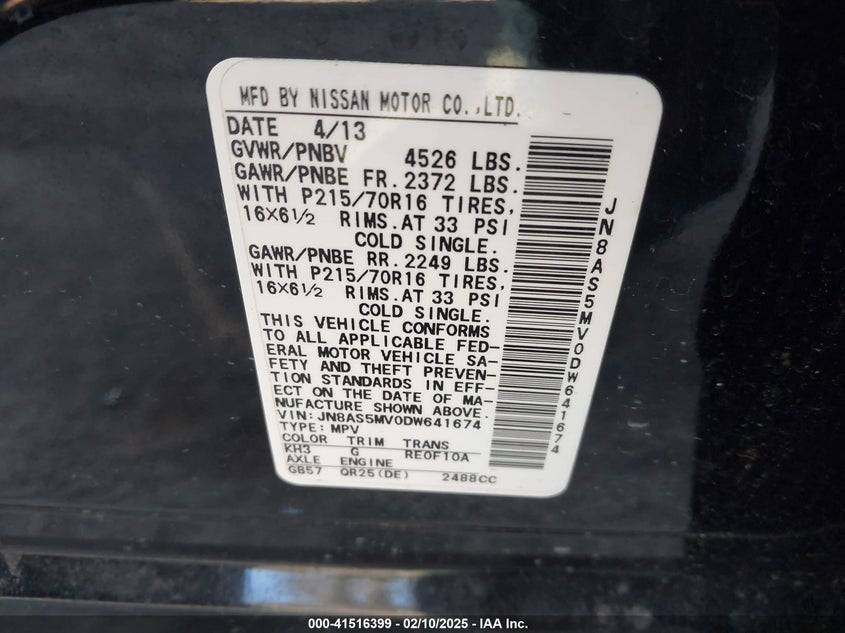 MFD BY NISSAN MOTOR CO.,LTD.
DATE 4/13
GVWR/PNBV 4526 LBS.
GAWR/PNBE FR. 2372 LBS.
WITH P215/70R16 TIRES,
16X6½ RIMS.AT 33 PSI
COLD SINGLE.
GAWR/PNBE RR. 2249 LBS.
WITH P215/70R16 TIRES,
16X6½ RIMS.AT 33 PSI
COLD SINGLE.
THIS VEHICLE CONFORMS
TO ALL APPLICABLE FED-
ERAL MOTOR VEHICLE SA-
FETY AND THEFT PREVEN-
TION STANDARDS IN EFF-
ECT ON THE DATE OF MA-
NUFACTURE SHOWN ABOVE.
VIN: JN8AS5MV0DW641674
TYPE: MPV
COLOR TRIM TRANS
KH3 G RE0F10A
AXLE ENGINE
GB57 QR25(DE) 2488CC
JN8AS5MV0DW641674
000-41516399 - 02/10/2025 - IAA Inc.